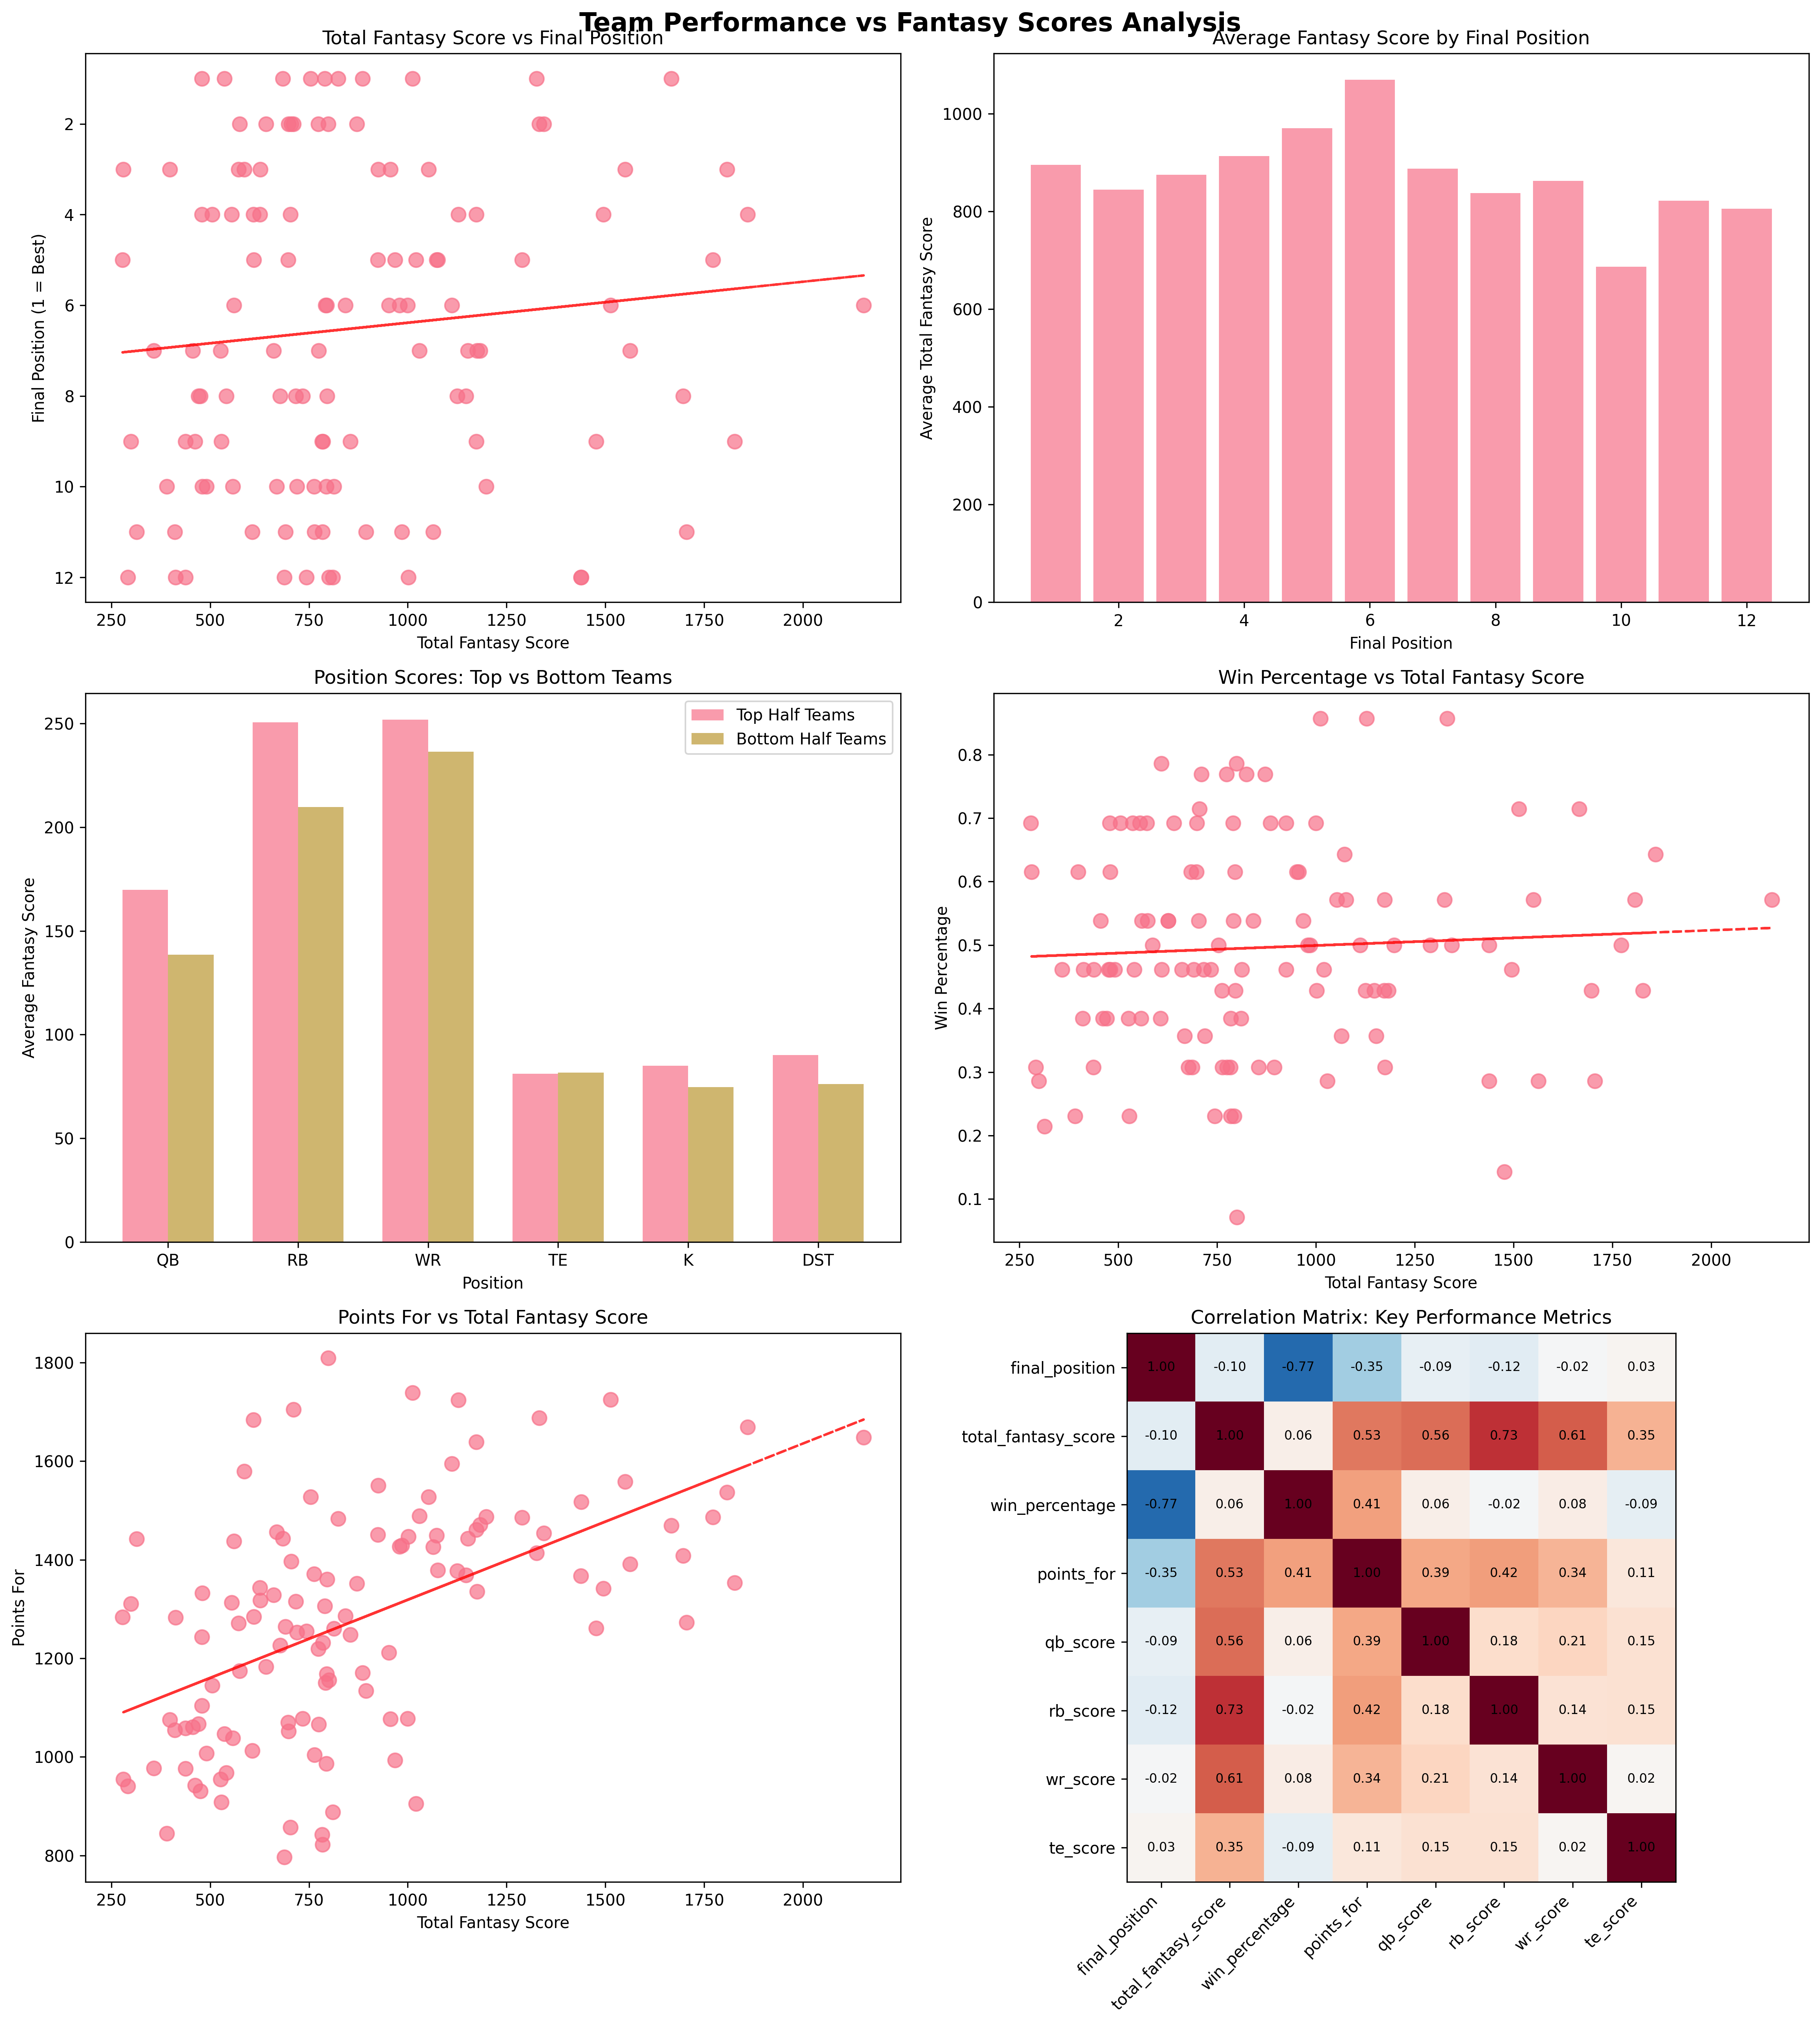 Team Performance vs Fantasy Scores Analysis
Total Fantasy Score vs Final Position
Final Position (1 = Best)
2
4
6
8
10
12
250 500 750 1000 1250 1500 1750 2000
Total Fantasy Score
Average Fantasy Score by Final Position
Average Total Fantasy Score
1000
800
600
400
200
0
2 4 6 8 10 12
Final Position
Position Scores: Top vs Bottom Teams
Top Half Teams
Bottom Half Teams
Average Fantasy Score
250
200
150
100
50
0
QB RB WR TE K DST
Position
Win Percentage vs Total Fantasy Score
Win Percentage
0.8
0.7
0.6
0.5
0.4
0.3
0.2
0.1
250 500 750 1000 1250 1500 1750 2000
Total Fantasy Score
Points For vs Total Fantasy Score
Points For
1800
1600
1400
1200
1000
800
250 500 750 1000 1250 1500 1750 2000
Total Fantasy Score
Correlation Matrix: Key Performance Metrics
final_position 1.00 -0.10 -0.77 -0.35 -0.09 -0.12 -0.02 0.03
total_fantasy_score -0.10 1.00 0.06 0.53 0.56 0.73 0.61 0.35
win_percentage -0.77 0.06 1.00 0.41 0.06 -0.02 0.08 -0.09
points_for -0.35 0.53 0.41 1.00 0.39 0.42 0.34 0.11
qb_score -0.09 0.56 0.06 0.39 1.00 0.18 0.21 0.15
rb_score -0.12 0.73 -0.02 0.42 0.18 1.00 0.14 0.15
wr_score -0.02 0.61 0.08 0.34 0.21 0.14 1.00 0.02
te_score 0.03 0.35 -0.09 0.11 0.15 0.15 0.02 1.00
final_position total_fantasy_score win_percentage points_for qb_score rb_score wr_score te_score